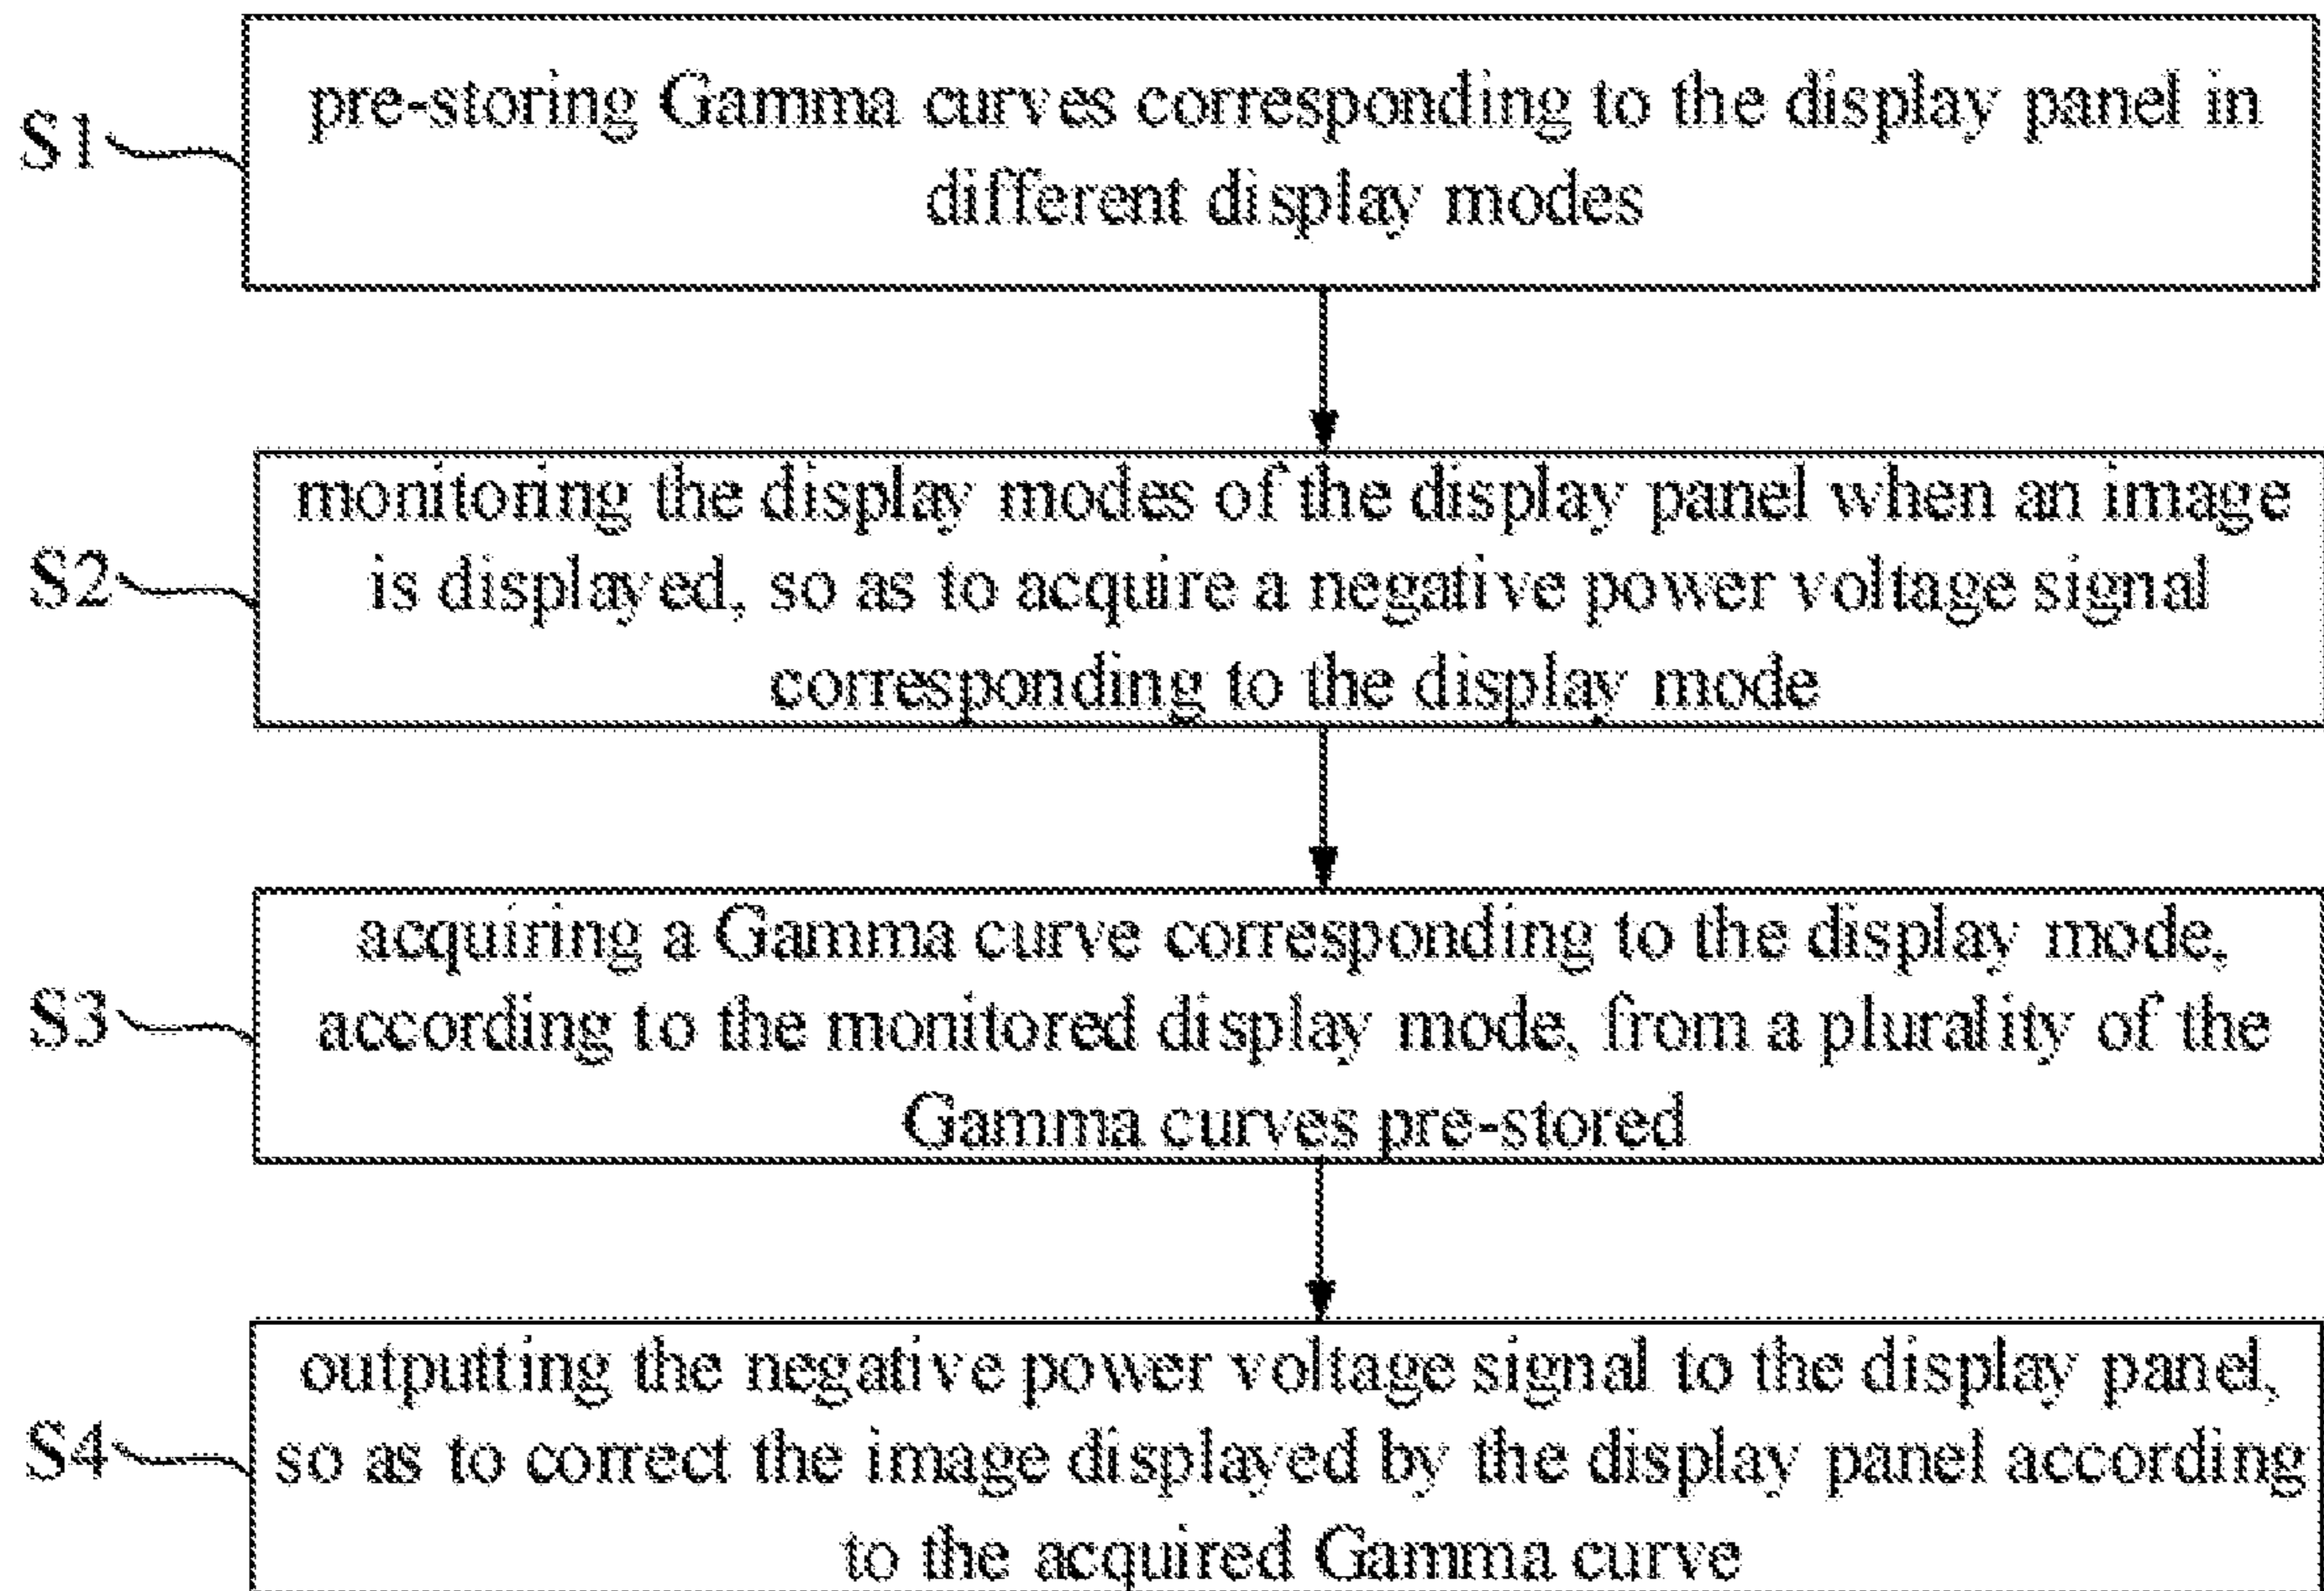 S1
pre-storing Gamma curves corresponding to the display panel in
different display modes
S2
monitoring the display modes of the display panel when an image
is displayed, so as to acquire a negative power voltage signal
corresponding to the display mode
S3
acquiring a Gamma curve corresponding to the display mode,
according to the monitored display mode, from a plurality of the
Gamma curves pre-stored
S4
outputting the negative power voltage signal to the display panel,
so as to correct the image displayed by the display panel according
to the acquired Gamma curve